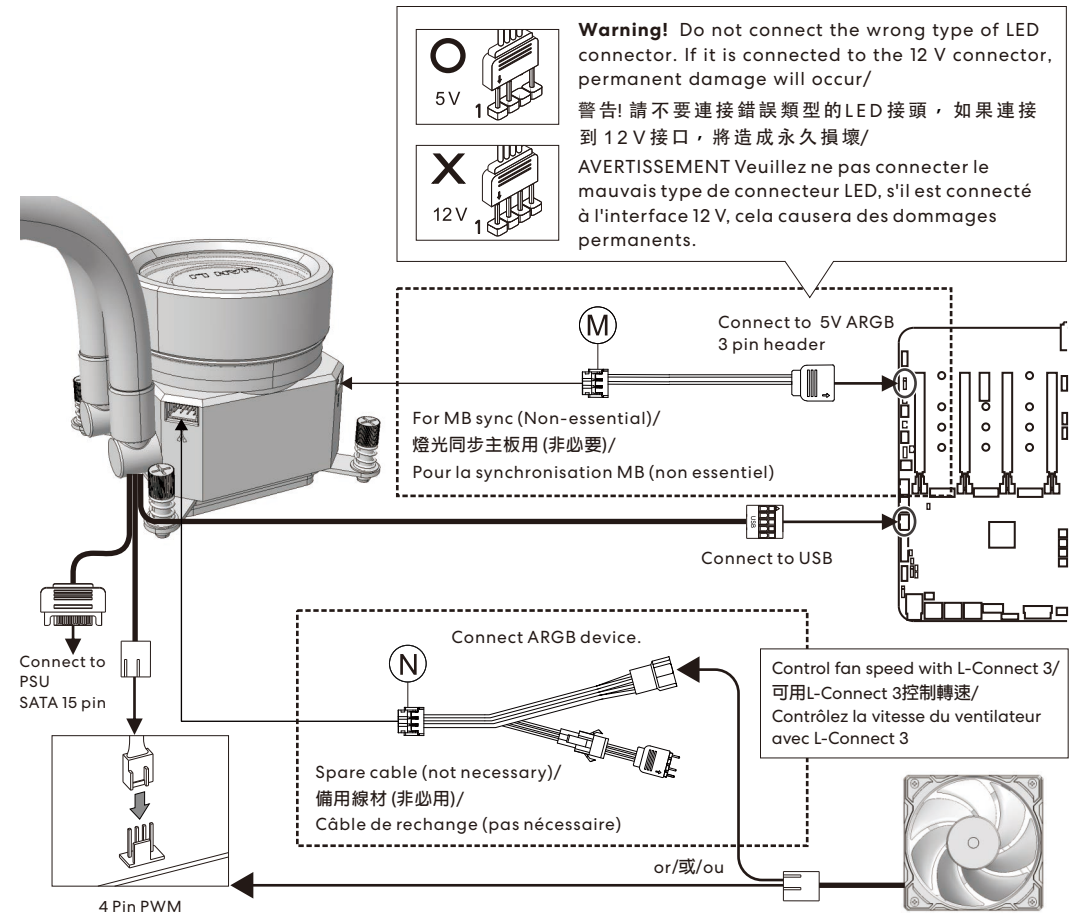 Warning! Do not connect the wrong type of LED
connector. If it is connected to the 12 V connector,
permanent damage will occur/
警告! 請不要連接錯誤類型的LED接頭，如果連接
到 12V接口，將造成永久損壞/
AVERTISSEMENT Veuillez ne pas connecter le
mauvais type de connecteur LED, s'il est connecté
à l'interface 12 V, cela causera des dommages
permanents.
5V
1
12V
1
LIAN LI
M
Connect to 5V ARGB
3 pin header
For MB sync (Non-essential)/
燈光同步主板用 (非必要)/
Pour la synchronisation MB (non essentiel)
USB
Connect to USB
Connect to
PSU
SATA 15 pin
Connect ARGB device.
N
Spare cable (not necessary)/
備用線材 (非必用)/
Câble de rechange (pas nécessaire)
Control fan speed with L-Connect 3/
可用L-Connect 3控制轉速/
Contrôlez la vitesse du ventilateur
avec L-Connect 3
or/或/ou
4 Pin PWM